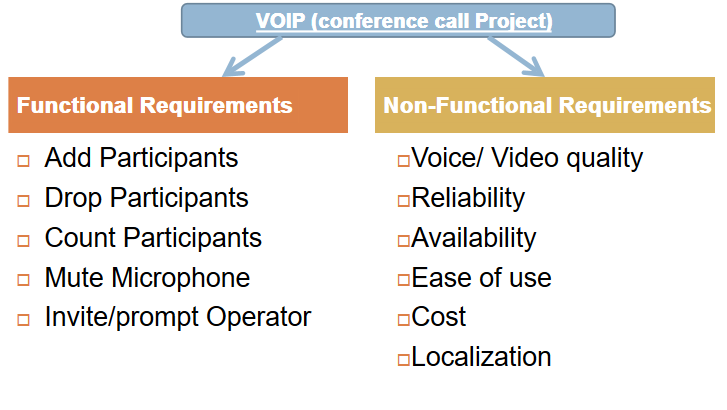 VOIP (conference call Project)
Functional Requirements
Add Participants
Drop Participants
Count Participants
Mute Microphone
Invite/prompt Operator
Non-Functional Requirements
Voice/ Video quality
Reliability
Availability
Ease of use
Cost
Localization